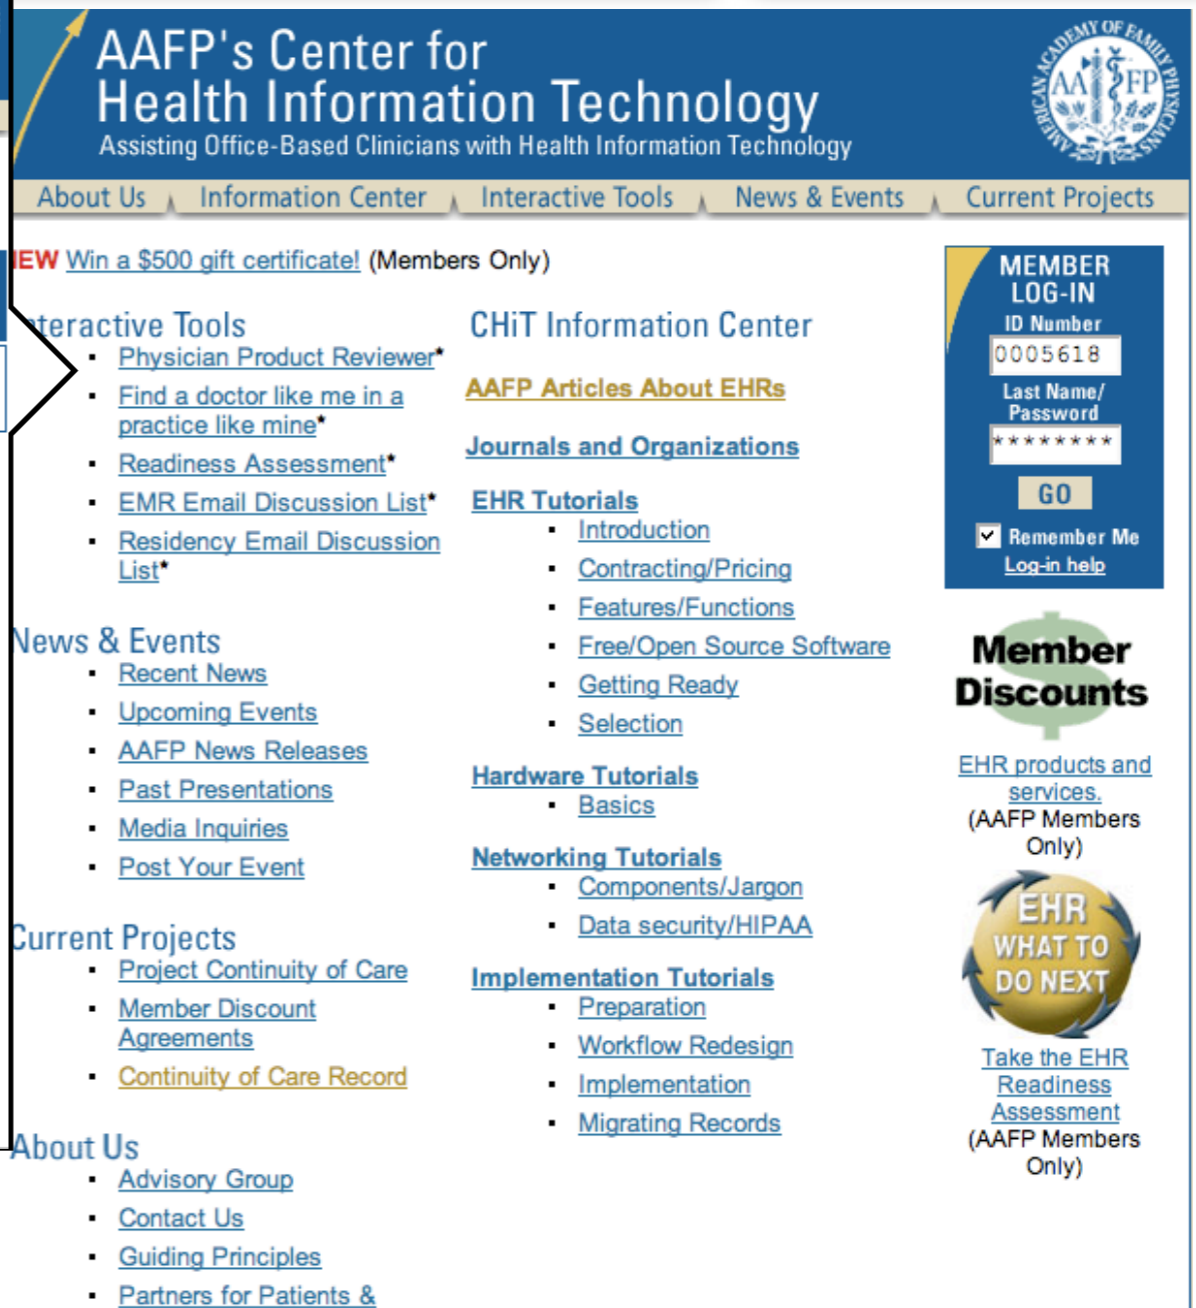 AAFP's Center for
Health Information Technology
Assisting Office-Based Clinicians with Health Information Technology
AMERICAN ACADEMY OF FAMILY PHYSICIANS
AA FP
About Us
Information Center
Interactive Tools
News & Events
Current Projects
EW Win a $500 gift certificate! (Members Only)
teractive Tools
▪ Physician Product Reviewer*
▪ Find a doctor like me in a
practice like mine*
▪ Readiness Assessment*
▪ EMR Email Discussion List*
▪ Residency Email Discussion
List*
News & Events
▪ Recent News
▪ Upcoming Events
▪ AAFP News Releases
▪ Past Presentations
▪ Media Inquiries
▪ Post Your Event
Current Projects
▪ Project Continuity of Care
▪ Member Discount
Agreements
▪ Continuity of Care Record
About Us
▪ Advisory Group
▪ Contact Us
▪ Guiding Principles
▪ Partners for Patients &
CHiT Information Center
AAFP Articles About EHRs
Journals and Organizations
EHR Tutorials
▪ Introduction
▪ Contracting/Pricing
▪ Features/Functions
▪ Free/Open Source Software
▪ Getting Ready
▪ Selection
Hardware Tutorials
▪ Basics
Networking Tutorials
▪ Components/Jargon
▪ Data security/HIPAA
Implementation Tutorials
▪ Preparation
▪ Workflow Redesign
▪ Implementation
▪ Migrating Records
MEMBER
LOG-IN
ID Number
0005618
Last Name/
Password
********
GO
Remember Me
Log-in help
$
Member
Discounts
EHR products and
services.
(AAFP Members
Only)
EHR
WHAT TO
DO NEXT
Take the EHR
Readiness
Assessment
(AAFP Members
Only)